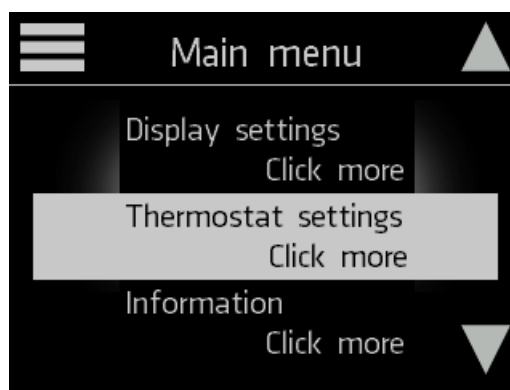 Main menu
Display settings
Click more
Thermostat settings
Click more
Information
Click more